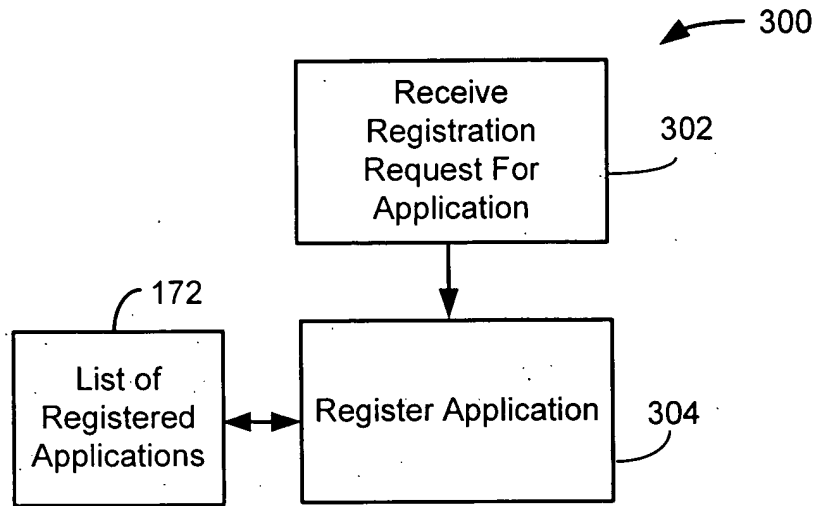 300
Receive
Registration
Request For
Application
302
172
List of
Registered
Applications
Register Application
304